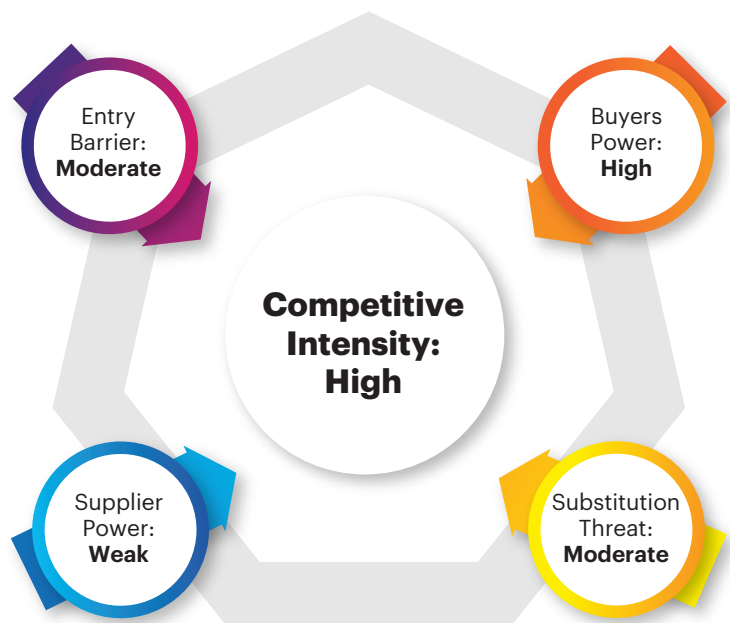 Entry
Barrier:
Moderate
Buyers
Power:
High
Competitive
Intensity:
High
Supplier
Power:
Weak
Substitution
Threat:
Moderate